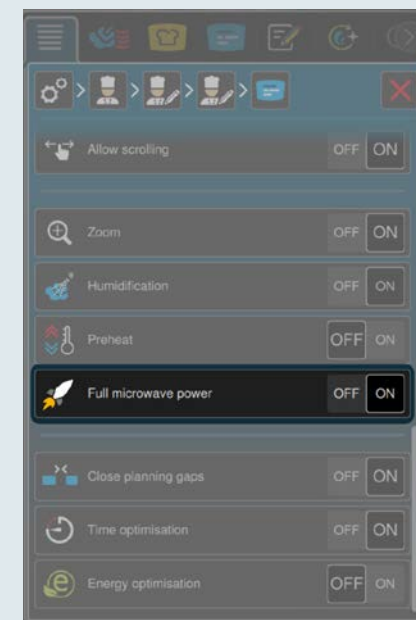 > > > >
Allow scrolling OFF ON
Zoom OFF ON
Humidification OFF ON
Preheat OFF ON
Full microwave power OFF ON
Close planning gaps OFF ON
Time optimisation OFF ON
e Energy optimisation OFF ON